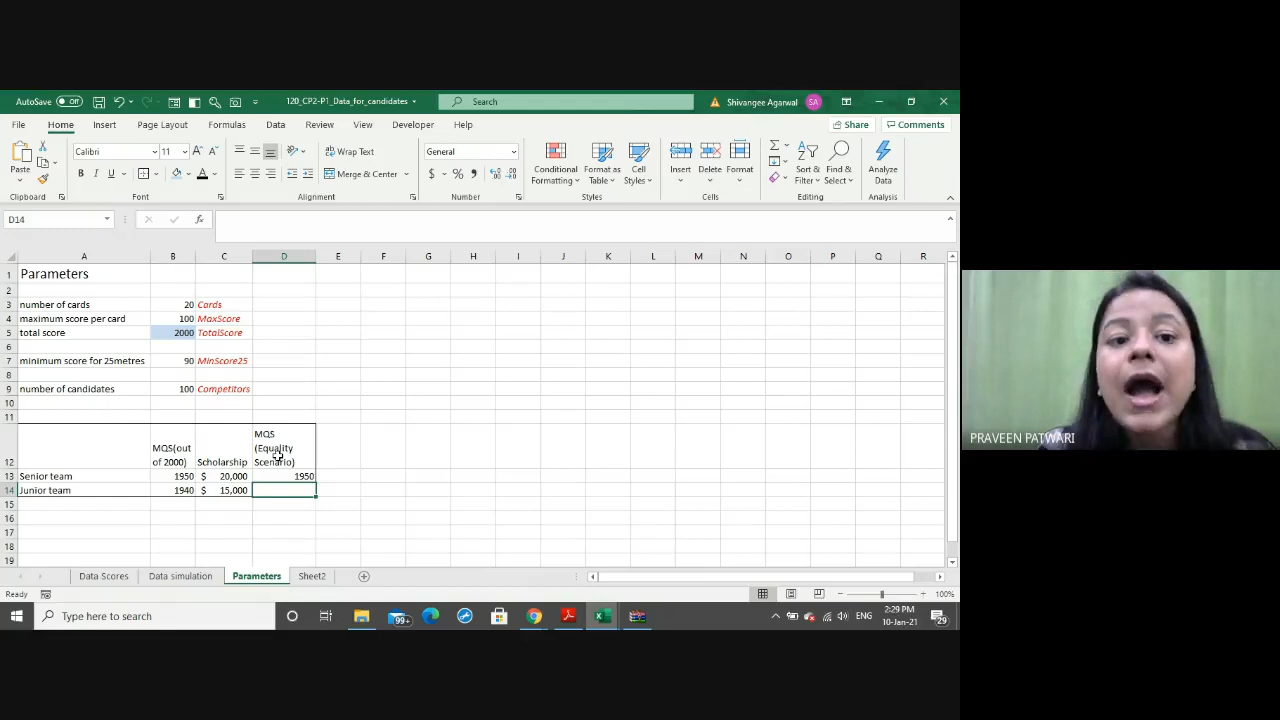 AutoSave Off 120_CP2-P1_Data_for_candidates Search Shivangee Agarwal SA
File Home Insert Page Layout Formulas Data Review View Developer Help Share Comments
Paste Calibri 11 Wrap Text General Conditional Formatting Format as Table Cell Styles Insert Delete Format Sort & Filter Find & Select Analyze Data
Merge & Center
Clipboard Font Alignment Number Styles Cells Editing Analysis
D14 fx
A B C D E F G H I J K L M N O P Q R
1 Parameters
2
3 number of cards 20 Cards
4 maximum score per card 100 MaxScore
5 total score 2000 TotalScore
6
7 minimum score for 25metres 90 MinScore25
8
9 number of candidates 100 Competitors
10
11
12 MQS(out of 2000) Scholarship MQS (Equality Scenario)
13 Senior team 1950 $ 20,000 1950
14 Junior team 1940 $ 15,000
15
16
17
18
19
Data Scores Data simulation Parameters Sheet2
Ready 100%
Type here to search 99+ ENG 2:29 PM 10-Jan-21 29
PRAVEEN PATWARI